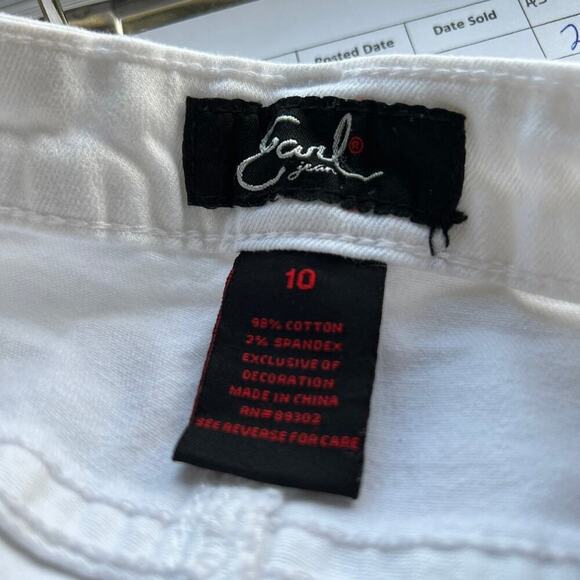 Posted Date
Date Sold
2
Earl®
jean
10
98% COTTON
2% SPANDEX
EXCLUSIVE OF
DECORATION
MADE IN CHINA
RN#89302
SEE REVERSE FOR CARE